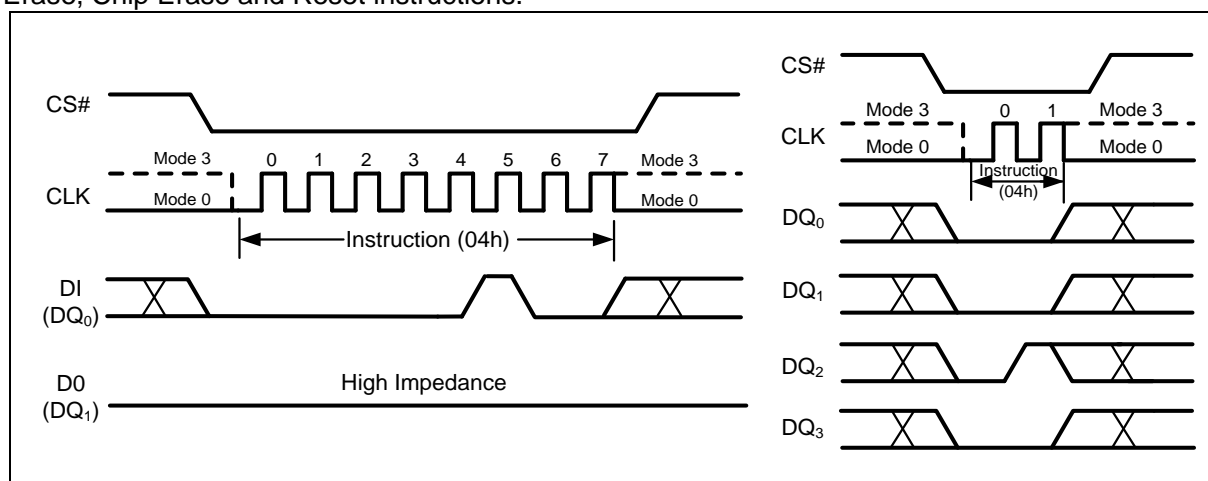 Erase, Chip Erase and Reset instructions.
CS#
Mode 3 0 1 2 3 4 5 6 7 Mode 3
CLK
Mode 0 Mode 0
Instruction (04h)
DI
(DQ0)
D0
(DQ1)
High Impedance
CS#
Mode 3 0 1 Mode 3
CLK
Mode 0 Mode 0
Instruction
(04h)
DQ0
DQ1
DQ2
DQ3